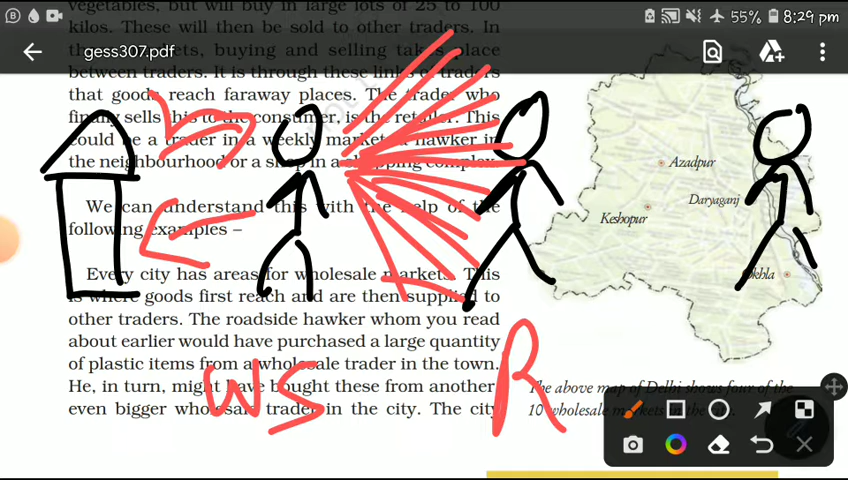 55% 8:29 pm
gess307.pdf
vegetables, but will buy in large lots of 25 to 100
kilos. These will then be sold to other traders. In
these markets, buying and selling takes place
between traders. It is through these links of traders
that goods reach faraway places. The trader who
finally sells this to the consumer, is the retailer. This
could be a trader in a weekly market, a hawker in
the neighbourhood or a shop in a shopping complex.
We can understand this with the help of the
following examples –
Every city has areas for wholesale markets. This
is where goods first reach and are then supplied to
other traders. The roadside hawker whom you read
about earlier would have purchased a large quantity
of plastic items from a wholesale trader in the town.
He, in turn, might have bought these from another
even bigger wholesale trader in the city. The city
WS R
Azadpur
Daryaganj
Keshopur
Okhla
The above map of Delhi shows four of the
10 wholesale markets in the city.